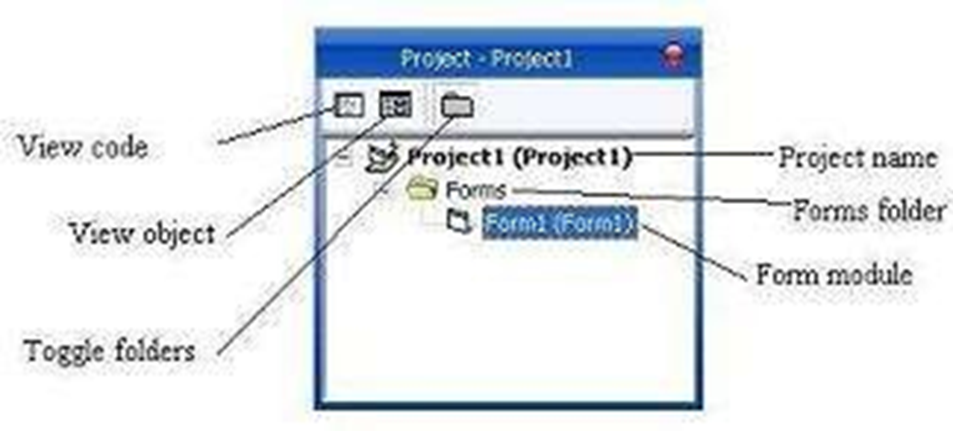 Project - Project1
View code
Project1 (Project1)
Project name
Forms
Forms folder
View object
Form1 (Form1)
Form module
Toggle folders